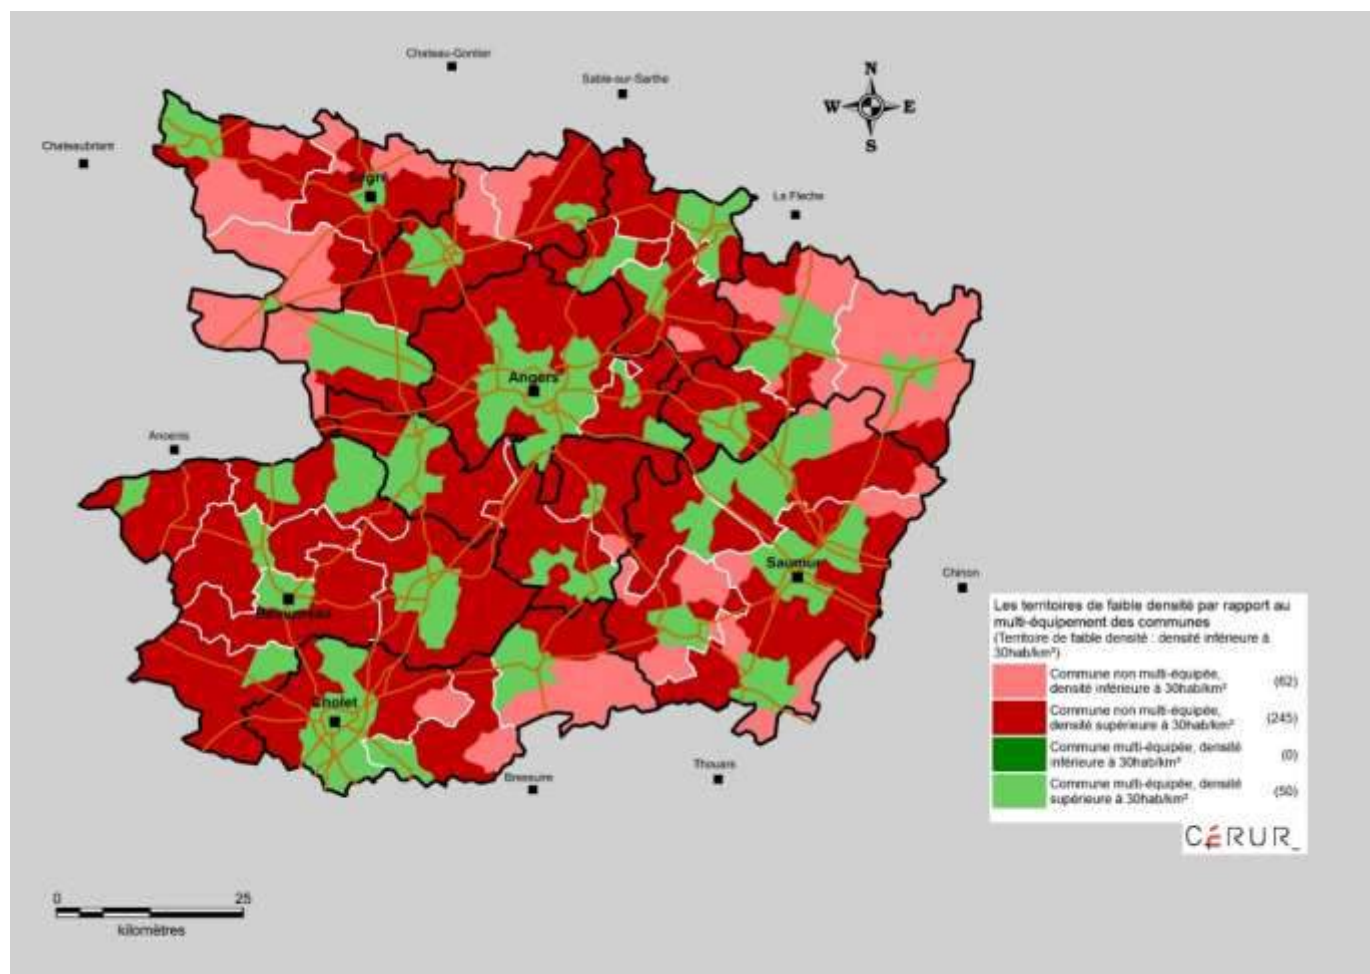 Chateau-Gontier
Sable-sur-Sarthe
N
W
E
S
Chateaubriant
Segré
La Fleche
Angers
Ancenis
Saumur
Chinon
Beaupreau
Cholet
Thouars
Bressuire
Les territoires de faible densité par rapport au
multi-équipement des communes
(Territoire de faible densité : densité inférieure à
30hab/km²)
Commune non multi-équipée,
densité inférieure à 30hab/km²
(62)
Commune non multi-équipée,
densité supérieure à 30hab/km²
(245)
Commune multi-équipée, densité
inférieure à 30hab/km²
(0)
Commune multi-équipée, densité
supérieure à 30hab/km²
(50)
CÉRUR_
0
25
kilomètres